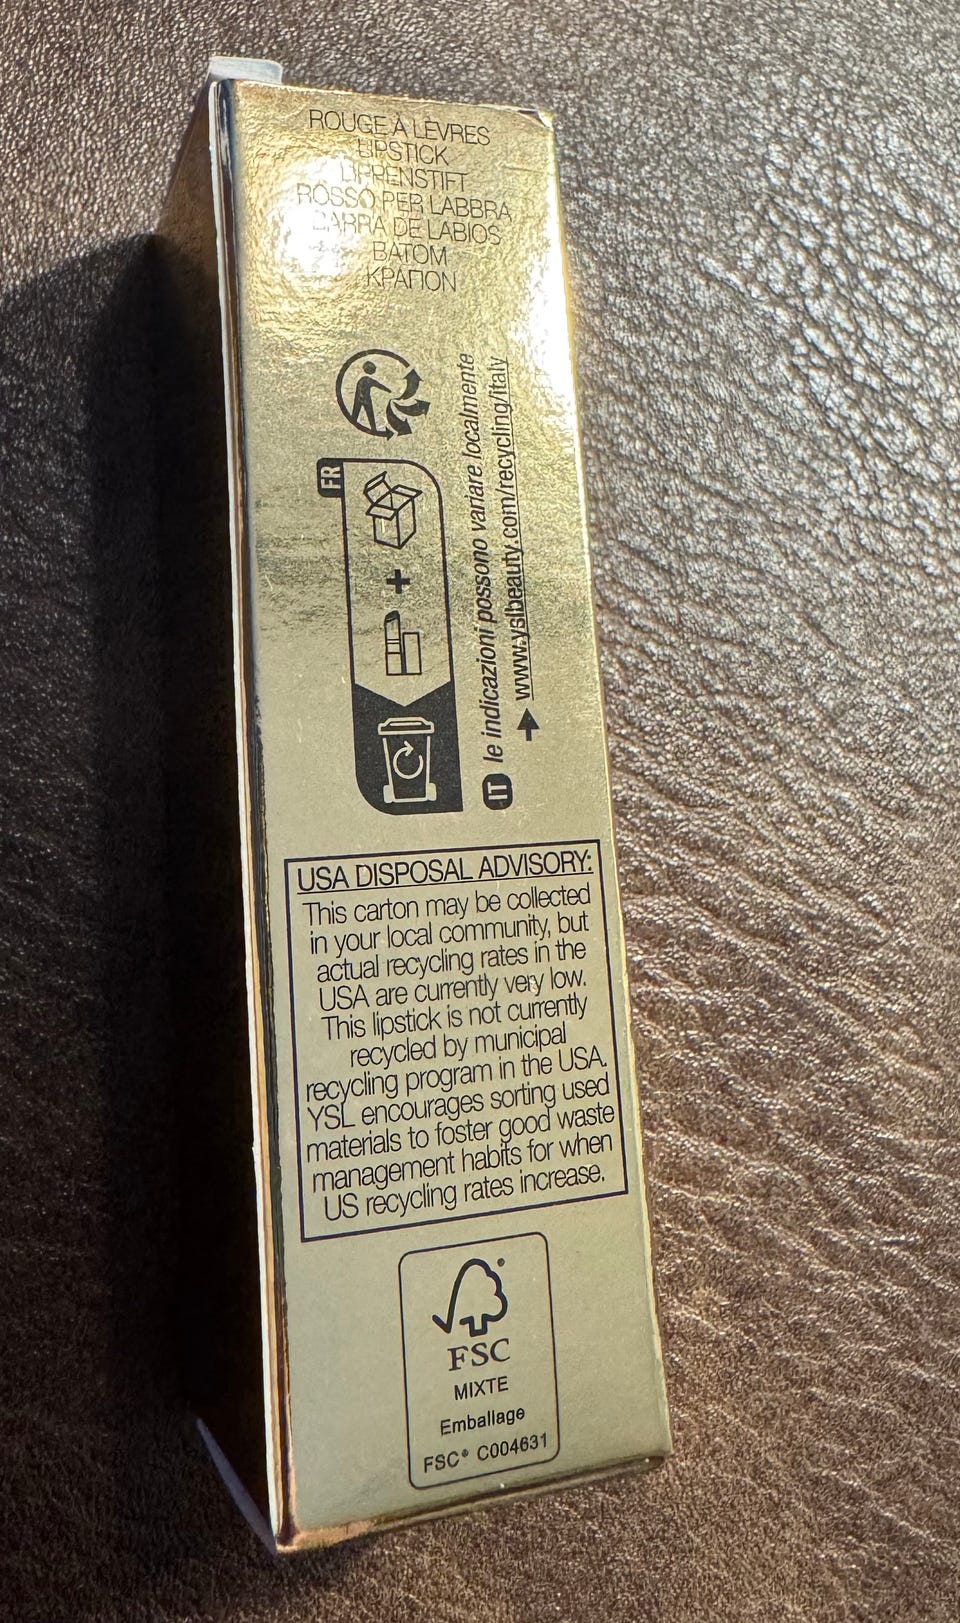 ROUGE À LÈVRES
LIPSTICK
LIPPENSTIFT
ROSSO PER LABBRA
BARRA DE LABIOS
BATOM
ΚΡΑΓΙΟΝ
FR
+
IT le indicazioni possono variare localmente
www.yslbeauty.com/recycling/italy
USA DISPOSAL ADVISORY:
This carton may be collected
in your local community, but
actual recycling rates in the
USA are currently very low.
This lipstick is not currently
recycled by municipal
recycling program in the USA.
YSL encourages sorting used
materials to foster good waste
management habits for when
US recycling rates increase.
FSC
MIXTE
Emballage
FSC® C004631